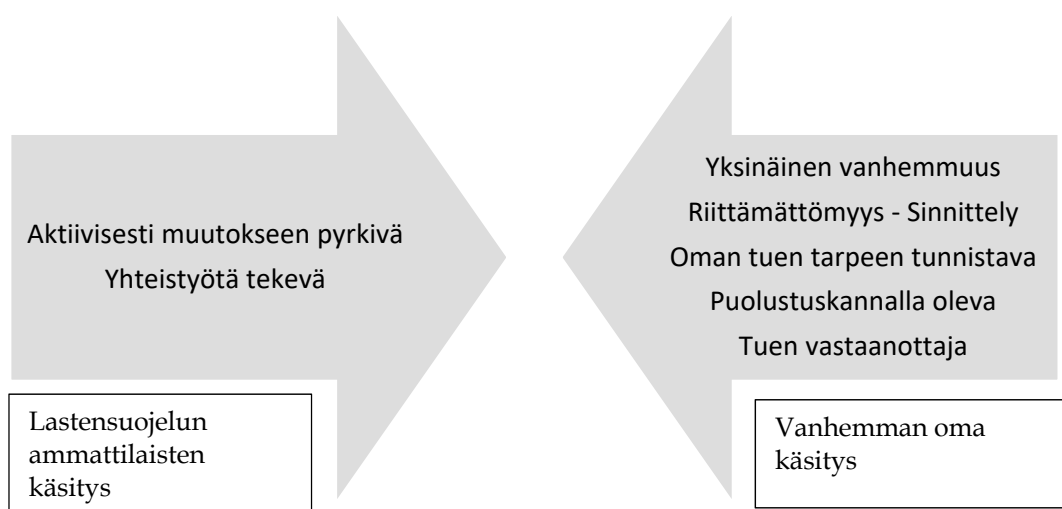 Aktiivisesti muutokseen pyrkivä
Yhteistyötä tekevä
Lastensuojelun
ammattilaisten
käsitys
Yksinäinen vanhemmuus
Riittämättömyys - Sinnittely
Oman tuen tarpeen tunnistava
Puolustuskannalla oleva
Tuen vastaanottaja
Vanhemman oma
käsitys